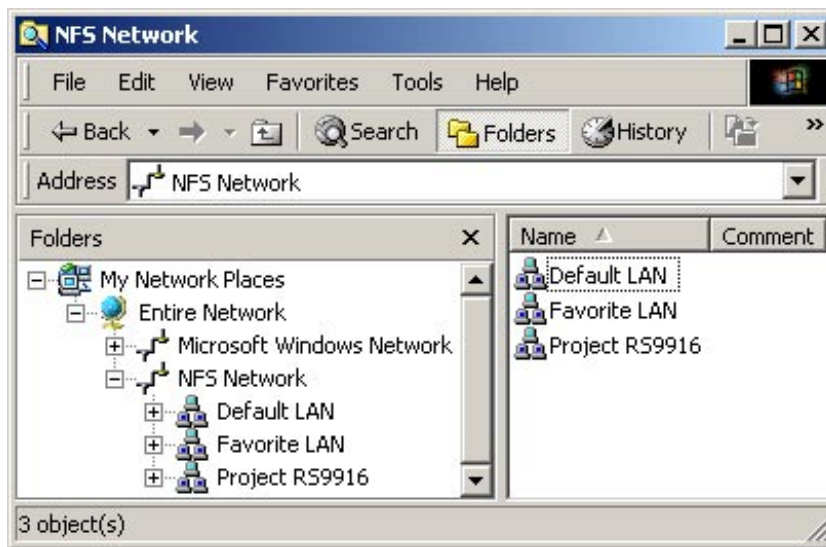 NFS Network
File Edit View Favorites Tools Help
Back Search Folders History »
Address NFS Network
Folders
My Network Places
Entire Network
Microsoft Windows Network
NFS Network
Default LAN
Favorite LAN
Project RS9916
Name Comment
Default LAN
Favorite LAN
Project RS9916
3 object(s)